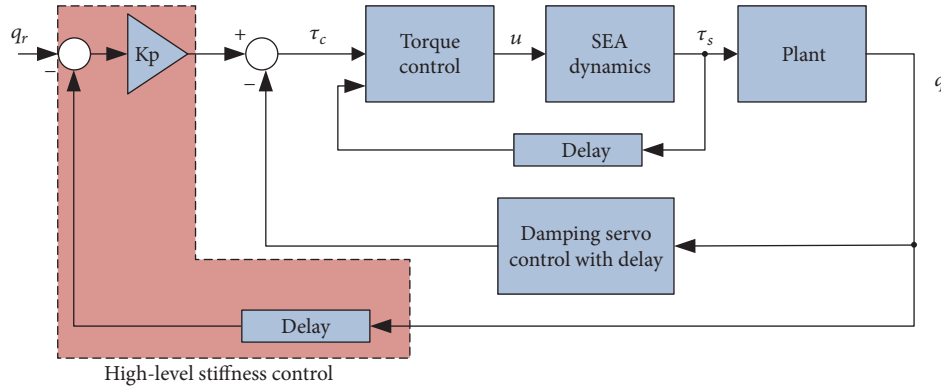 q_r
−
Kp
+
−
τ_c
Torque
control
u
SEA
dynamics
τ_s
Plant
q
Delay
Damping servo
control with delay
Delay
High-level stiffness control